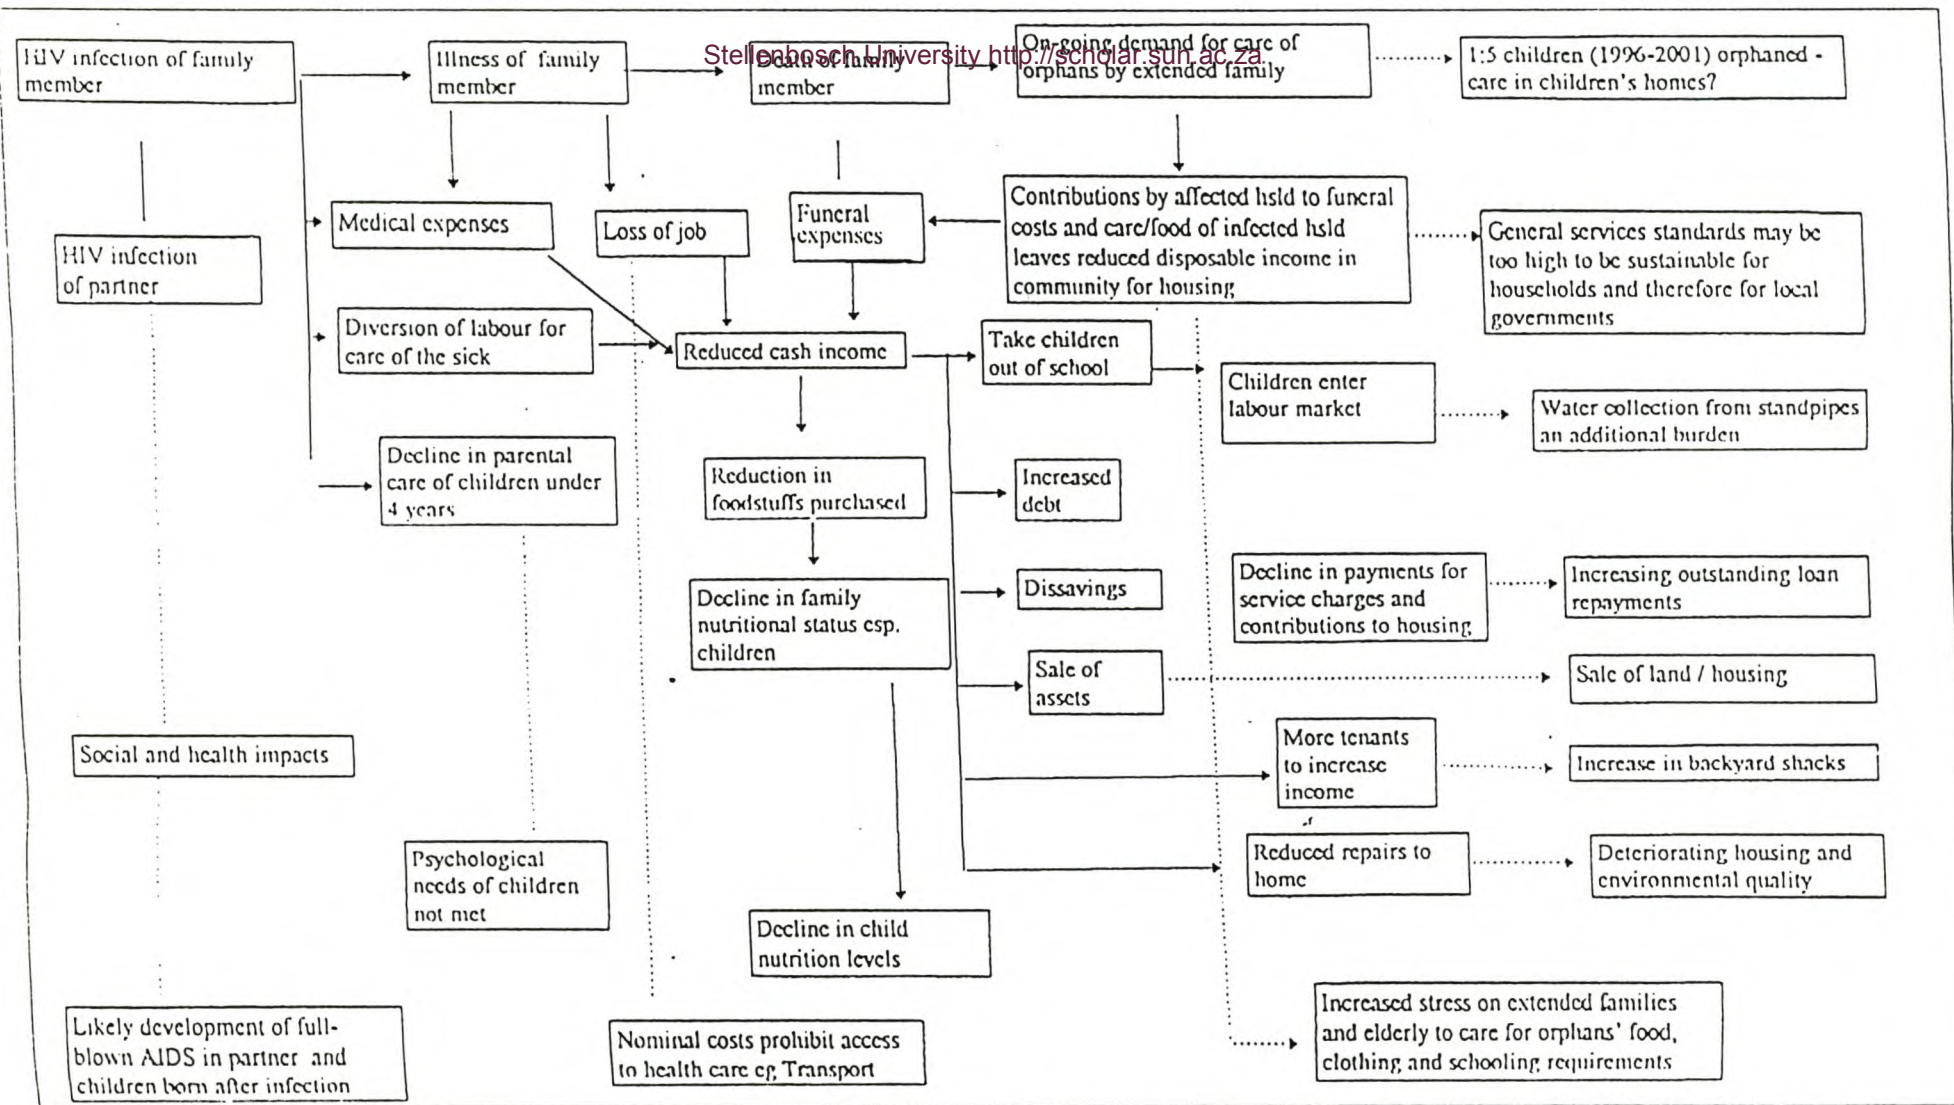 Stellenbosch University http://scholar.sun.ac.za
HIV infection of family
member
Illness of family
member
Death of family
member
On-going demand for care of
orphans by extended family
1:5 children (1996-2001) orphaned -
care in children's homes?
HIV infection
of partner
Medical expenses
Loss of job
Funeral
expenses
Contributions by affected hsld to funeral
costs and care/food of infected hsld
leaves reduced disposable income in
community for housing
General services standards may be
too high to be sustainable for
households and therefore for local
governments
Diversion of labour for
care of the sick
Reduced cash income
Take children
out of school
Children enter
labour market
Water collection from standpipes
an additional burden
Decline in parental
care of children under
4 years
Reduction in
foodstuffs purchased
Increased
debt
Decline in family
nutritional status esp.
children
Dissavings
Decline in payments for
service charges and
contributions to housing
Increasing outstanding loan
repayments
Sale of
assets
Sale of land / housing
Social and health impacts
More tenants
to increase
income
Increase in backyard shacks
Psychological
needs of children
not met
Reduced repairs to
home
Deteriorating housing and
environmental quality
Decline in child
nutrition levels
Likely development of full-
blown AIDS in partner and
children born after infection
Nominal costs prohibit access
to health care eg Transport
Increased stress on extended families
and elderly to care for orphans' food,
clothing and schooling requirements